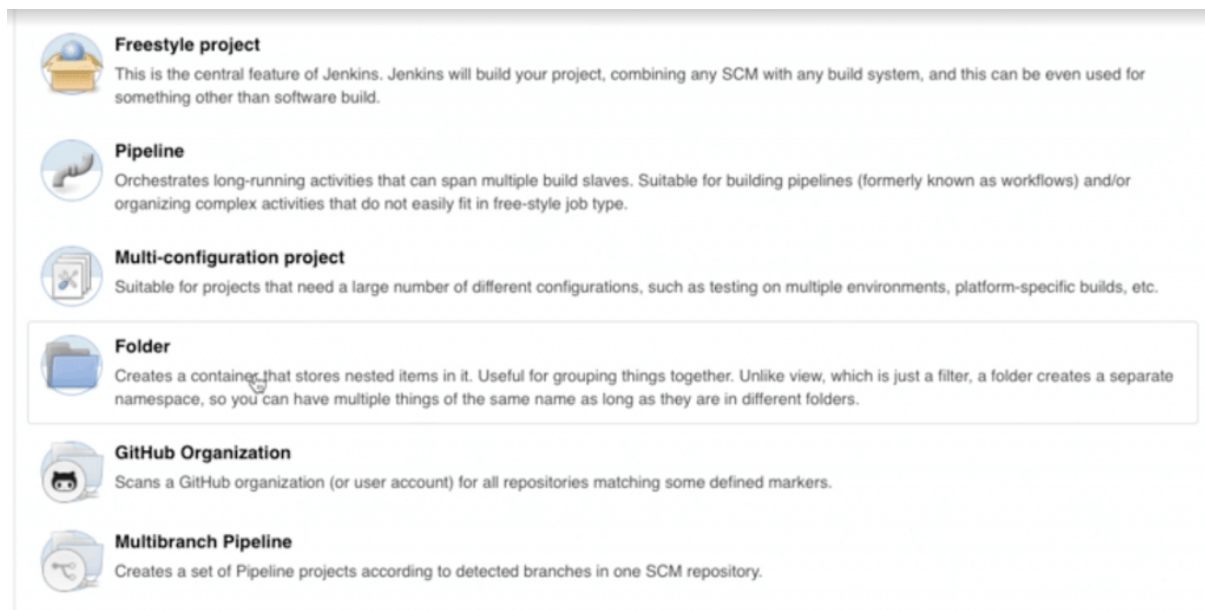 Freestyle project
This is the central feature of Jenkins. Jenkins will build your project, combining any SCM with any build system, and this can be even used for
something other than software build.
Pipeline
Orchestrates long-running activities that can span multiple build slaves. Suitable for building pipelines (formerly known as workflows) and/or
organizing complex activities that do not easily fit in free-style job type.
Multi-configuration project
Suitable for projects that need a large number of different configurations, such as testing on multiple environments, platform-specific builds, etc.
Folder
Creates a container that stores nested items in it. Useful for grouping things together. Unlike view, which is just a filter, a folder creates a separate
namespace, so you can have multiple things of the same name as long as they are in different folders.
GitHub Organization
Scans a GitHub organization (or user account) for all repositories matching some defined markers.
Multibranch Pipeline
Creates a set of Pipeline projects according to detected branches in one SCM repository.